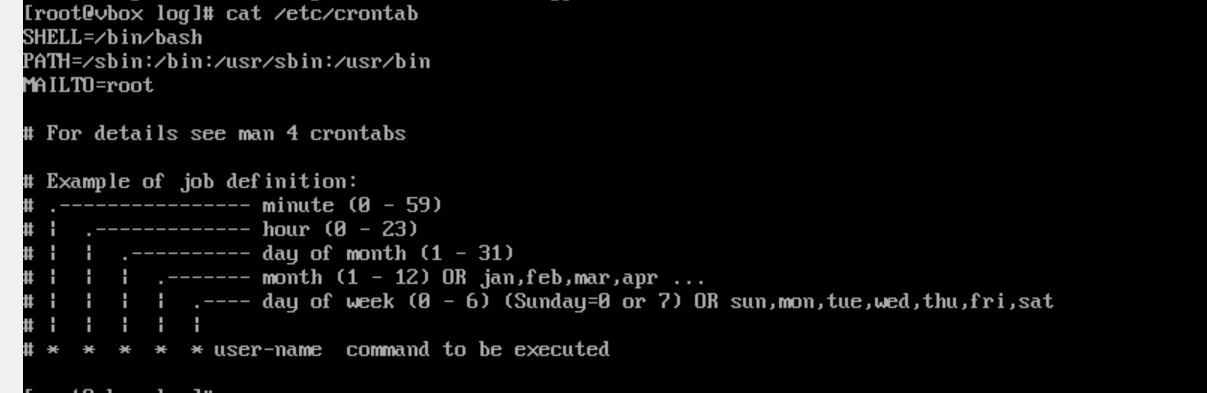 [root@vbox log]# cat /etc/crontab
SHELL=/bin/bash
PATH=/sbin:/bin:/usr/sbin:/usr/bin
MAILTO=root
# For details see man 4 crontabs
# Example of job definition:
# .---------------- minute (0 - 59)
# |  .------------- hour (0 - 23)
# |  |  .---------- day of month (1 - 31)
# |  |  |  .------- month (1 - 12) OR jan,feb,mar,apr ...
# |  |  |  |  .---- day of week (0 - 6) (Sunday=0 or 7) OR sun,mon,tue,wed,thu,fri,sat
# |  |  |  |  |
# *  *  *  *  * user-name  command to be executed